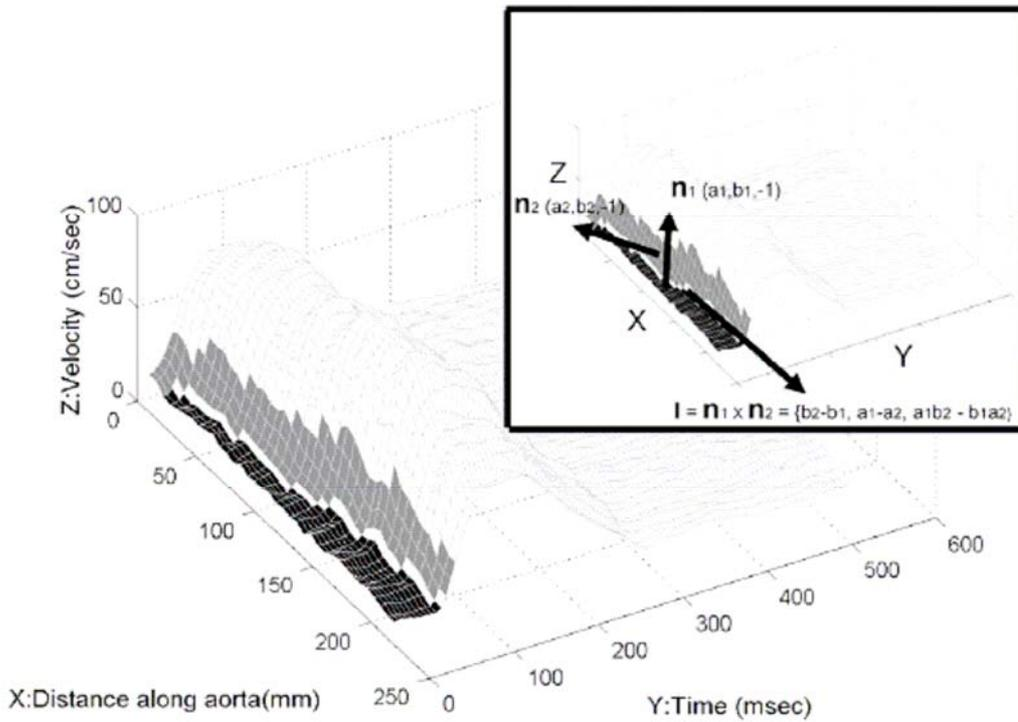 Z
n1 (a1,b1,-1)
n2 (a2,b2,-1)
X
Y
l = n1 x n2 = {b2-b1, a1-a2, a1b2 - b1a2}
Z:Velocity (cm/sec)
100
50
0
0
50
100
150
200
250
X:Distance along aorta(mm)
0
100
200
300
400
500
600
Y:Time (msec)